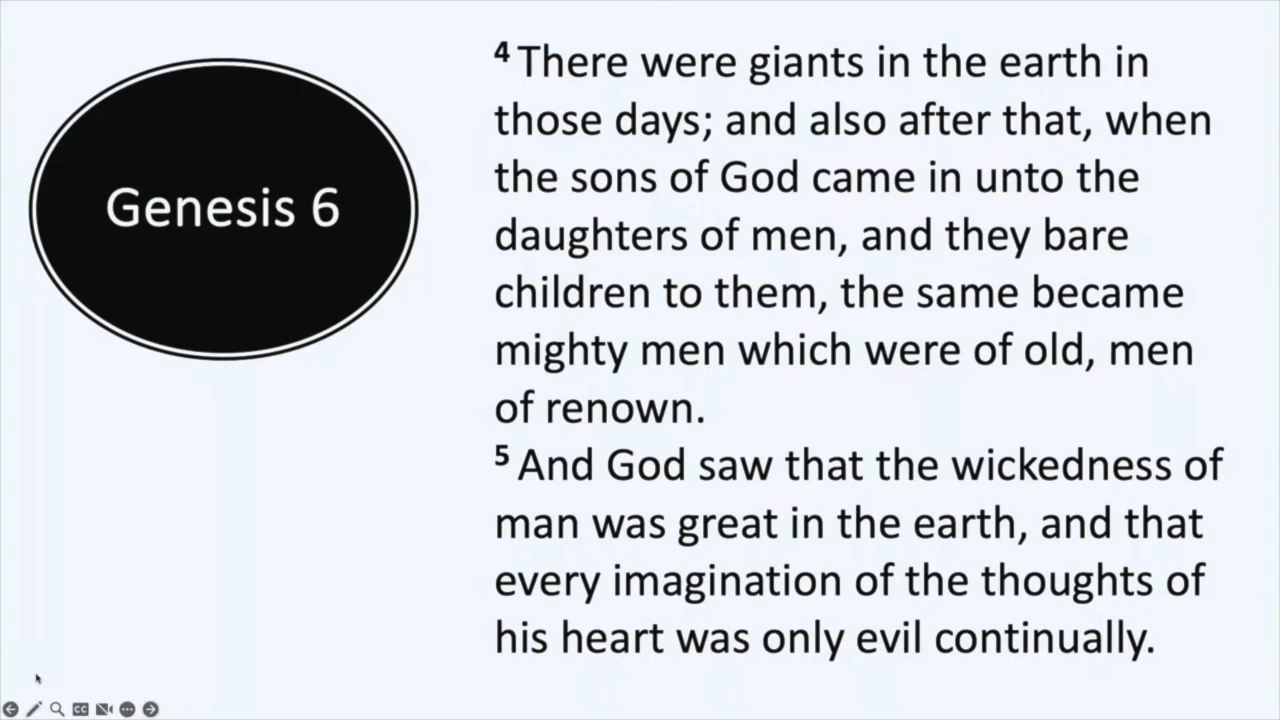 Genesis 6
4 There were giants in the earth in
those days; and also after that, when
the sons of God came in unto the
daughters of men, and they bare
children to them, the same became
mighty men which were of old, men
of renown.
5 And God saw that the wickedness of
man was great in the earth, and that
every imagination of the thoughts of
his heart was only evil continually.
CC